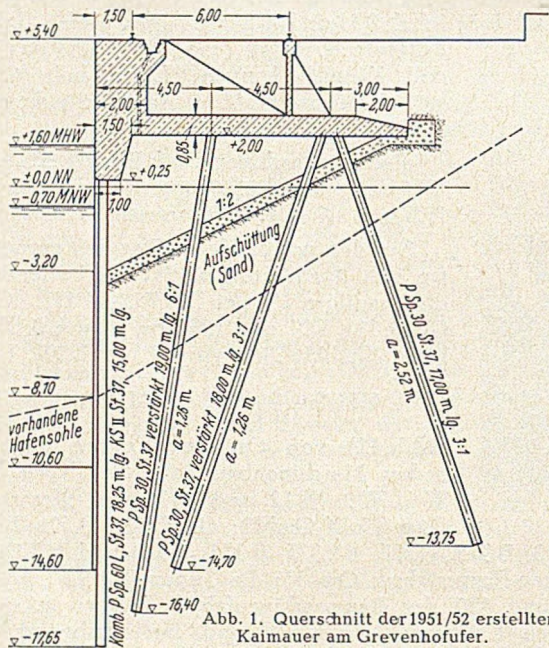 1,50
6,00
+5,40
4,50
4,50
3,00
2,00
2,00
1,50
0,85
+2,00
+1,60 MHW
+0,25
±0,0 NN
-0,70 MNW
1,00
1:2
Aufschüttung
(Sand)
-3,20
-8,10
vorhandene
Hafensohle
-10,60
-14,60
-17,65
Komb. P Sp. 60 L, St. 37, 18,25 m lg. KS II St. 37, 15,00 m lg.
P Sp. 30, St. 37 verstärkt 19,00 m lg. 6:1
a = 1,26 m
P Sp. 30, St. 37, verstärkt 18,00 m lg. 3:1
a = 1,26 m
P Sp. 30 St. 37, 17,00 m lg. 3:1
a = 2,52 m
-14,70
-13,75
-16,40
Abb. 1. Querschnitt der 1951/52 erstellten
Kaimauer am Grevenhofufer.